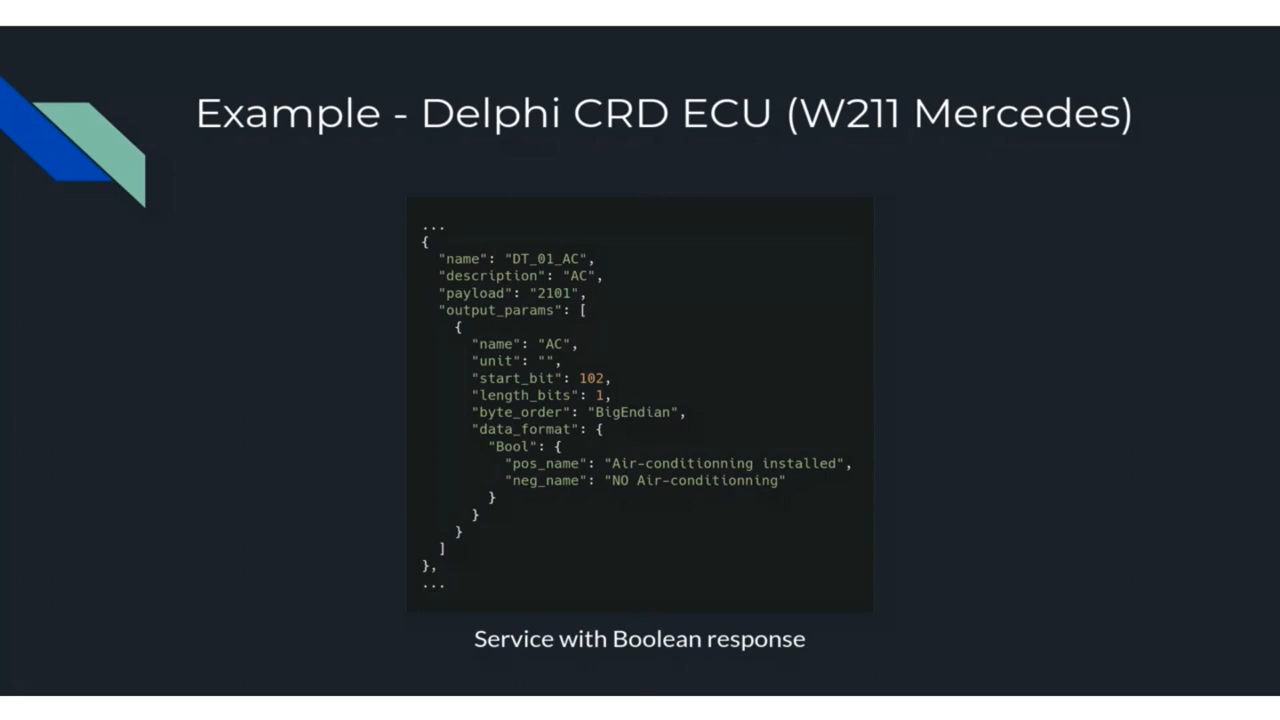 Example - Delphi CRD ECU (W211 Mercedes)
...
{
  "name": "DT_01_AC",
  "description": "AC",
  "payload": "2101",
  "output_params": [
    {
      "name": "AC",
      "unit": "",
      "start_bit": 102,
      "length_bits": 1,
      "byte_order": "BigEndian",
      "data_format": {
        "Bool": {
          "pos_name": "Air-conditionning installed",
          "neg_name": "NO Air-conditionning"
        }
      }
    }
  ]
},
...
Service with Boolean response